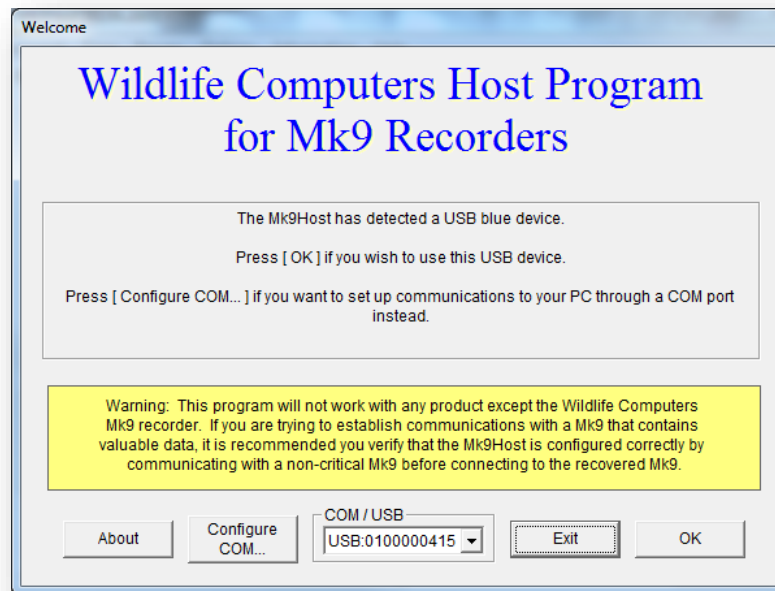 Welcome
Wildlife Computers Host Program
for Mk9 Recorders
The Mk9Host has detected a USB blue device.
Press [ OK ] if you wish to use this USB device.
Press [ Configure COM... ] if you want to set up communications to your PC through a COM port
instead.
Warning:  This program will not work with any product except the Wildlife Computers
Mk9 recorder.  If you are trying to establish communications with a Mk9 that contains
valuable data, it is recommended you verify that the Mk9Host is configured correctly by
communicating with a non-critical Mk9 before connecting to the recovered Mk9.
About
Configure
COM...
COM / USB
USB:0100000415
Exit
OK